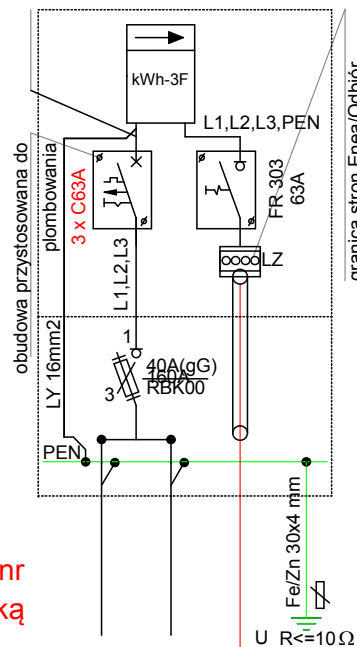 kWh-3F
L1,L2,L3,PEN
obudowa przystosowana do
plombowania
3 x C63A
FR 303
63A
granica stron Enea/Odbiór
LZ
L1,L2,L3
LY 16mm2
1
3
40A(gG)
160A
RBK00
PEN
Fe/Zn 30x4 mm
nr
ką
U R<=10 Ω